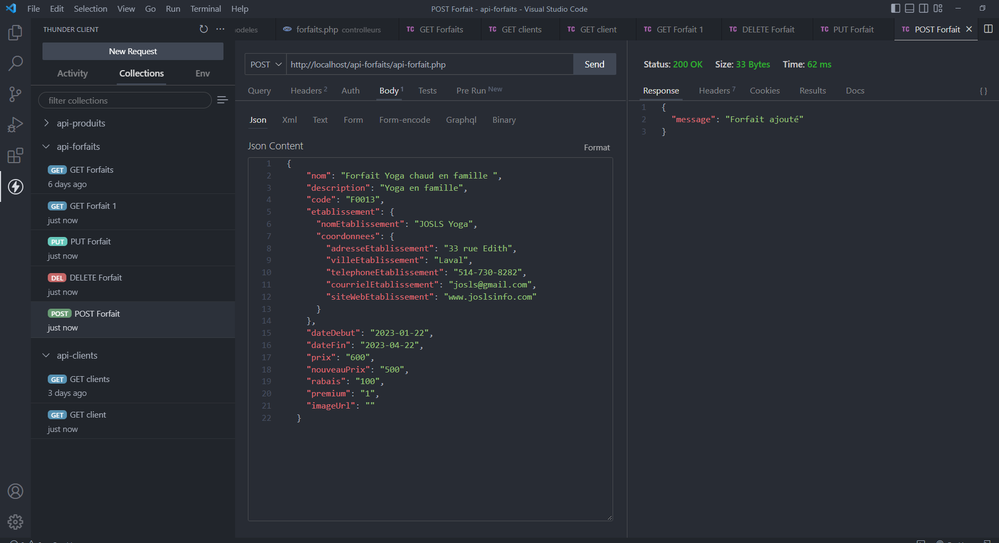 File Edit Selection View Go Run Terminal Help
POST Forfait - api-forfaits - Visual Studio Code
THUNDER CLIENT
New Request
Activity Collections Env
filter collections
api-produits
api-forfaits
GET GET Forfaits
6 days ago
GET GET Forfait 1
just now
PUT PUT Forfait
just now
DEL DELETE Forfait
just now
POST POST Forfait
just now
api-clients
GET GET clients
3 days ago
GET GET client
just now
forfaits.php controlleurs
TC GET Forfaits
TC GET clients
TC GET client
TC GET Forfait 1
TC DELETE Forfait
TC PUT Forfait
TC POST Forfait
POST http://localhost/api-forfaits/api-forfait.php Send
Query Headers 2 Auth Body 1 Tests Pre Run New
Json Xml Text Form Form-encode Graphql Binary
Json Content
Format
1 {
2 "nom": "Forfait Yoga chaud en famille ",
3 "description": "Yoga en famille",
4 "code": "F0013",
5 "etablissement": {
6 "nomEtablissement": "JOSLS Yoga",
7 "coordonnees": {
8 "adresseEtablissement": "33 rue Edith",
9 "villeEtablissement": "Laval",
10 "telephoneEtablissement": "514-730-8282",
11 "courrielEtablissement": "josls@gmail.com",
12 "siteWebEtablissement": "www.joslsinfo.com"
13 }
14 },
15 "dateDebut": "2023-01-22",
16 "dateFin": "2023-04-22",
17 "prix": "600",
18 "nouveauPrix": "500",
19 "rabais": "100",
20 "premium": "1",
21 "imageUrl": ""
22 }
Status: 200 OK Size: 33 Bytes Time: 62 ms
Response Headers 7 Cookies Results Docs { }
1 {
2 "message": "Forfait ajouté"
3 }